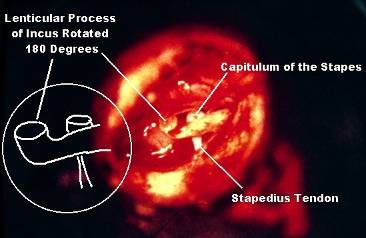 Lenticular Process
of Incus Rotated
180 Degrees
Capitulum of the Stapes
Stapedius Tendon